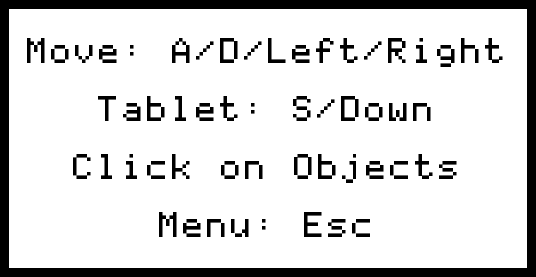 Move: A/D/Left/Right
Tablet: S/Down
Click on Objects
Menu: Esc